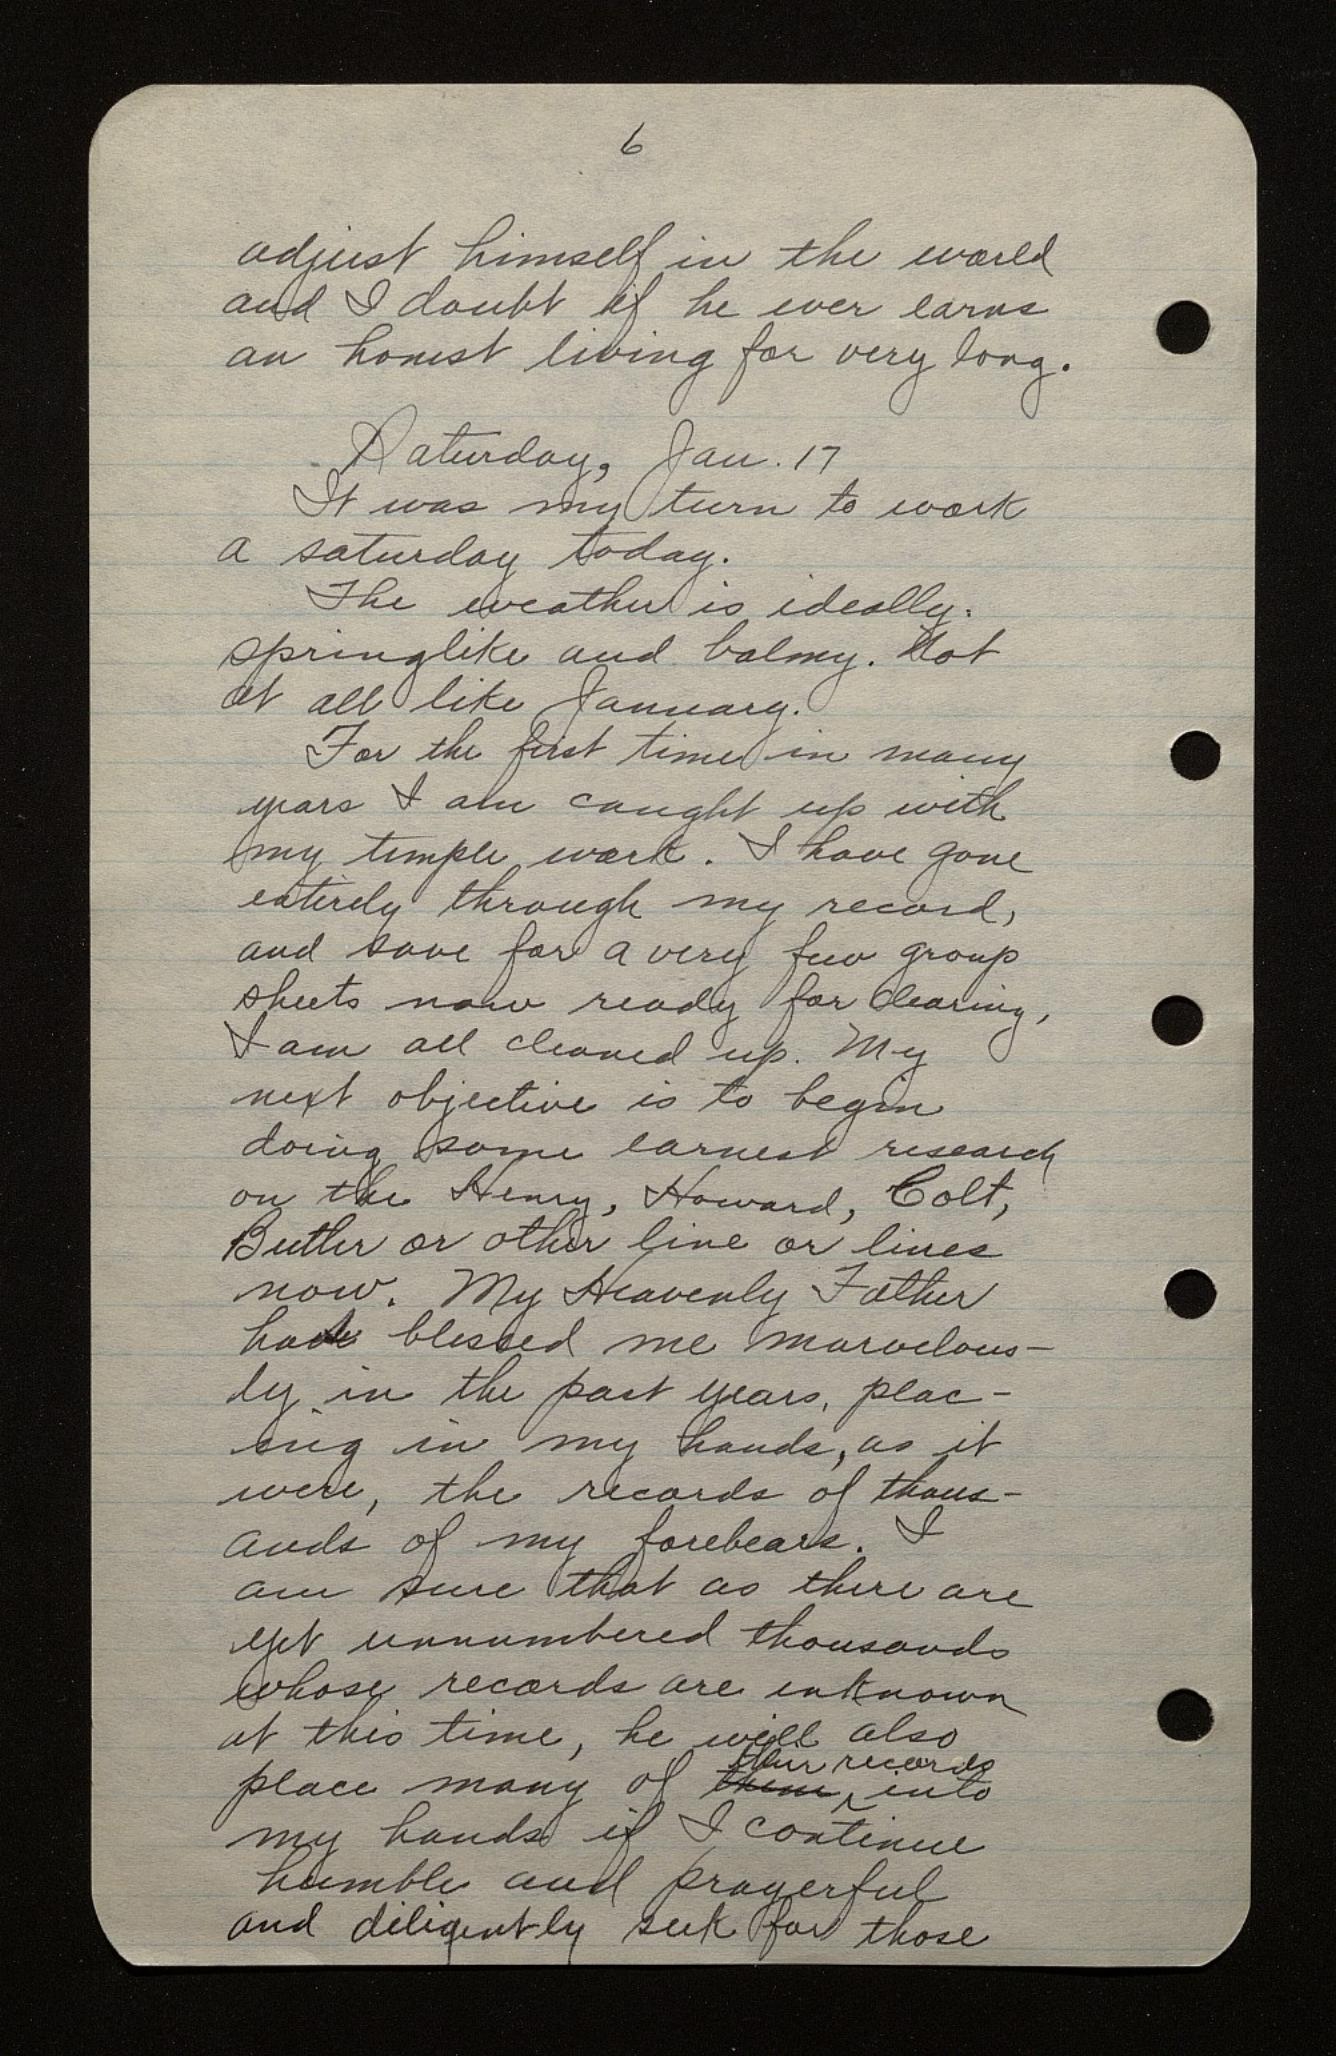 6
adjust himself in the world
and I doubt if he ever earns
an honest living for very long.
Saturday, Jan. 17
It was my turn to work
a saturday today.
The weather is ideally
springlike and balmy. Not
at all like January.
For the first time in many
years I am caught up with
my temple work. I have gone
entirely through my record,
and save for a very few group
sheets now ready for clearing,
I am all cleaned up. My
next objective is to begin
doing some earnest research
on the Henry, Howard, Colt,
Butler or other line or lines
now. My Heavenly Father
has blessed me marvelous-
ly in the past years, plac-
ing in my hands, as it
were, the records of thous-
ands of my forebears. I
am sure that as there are
yet unnumbered thousands
whose records are unknown
at this time, he will also
their records
place many of them ^ into
my hands if I continue
humble and prayerful
and diligently seek for those